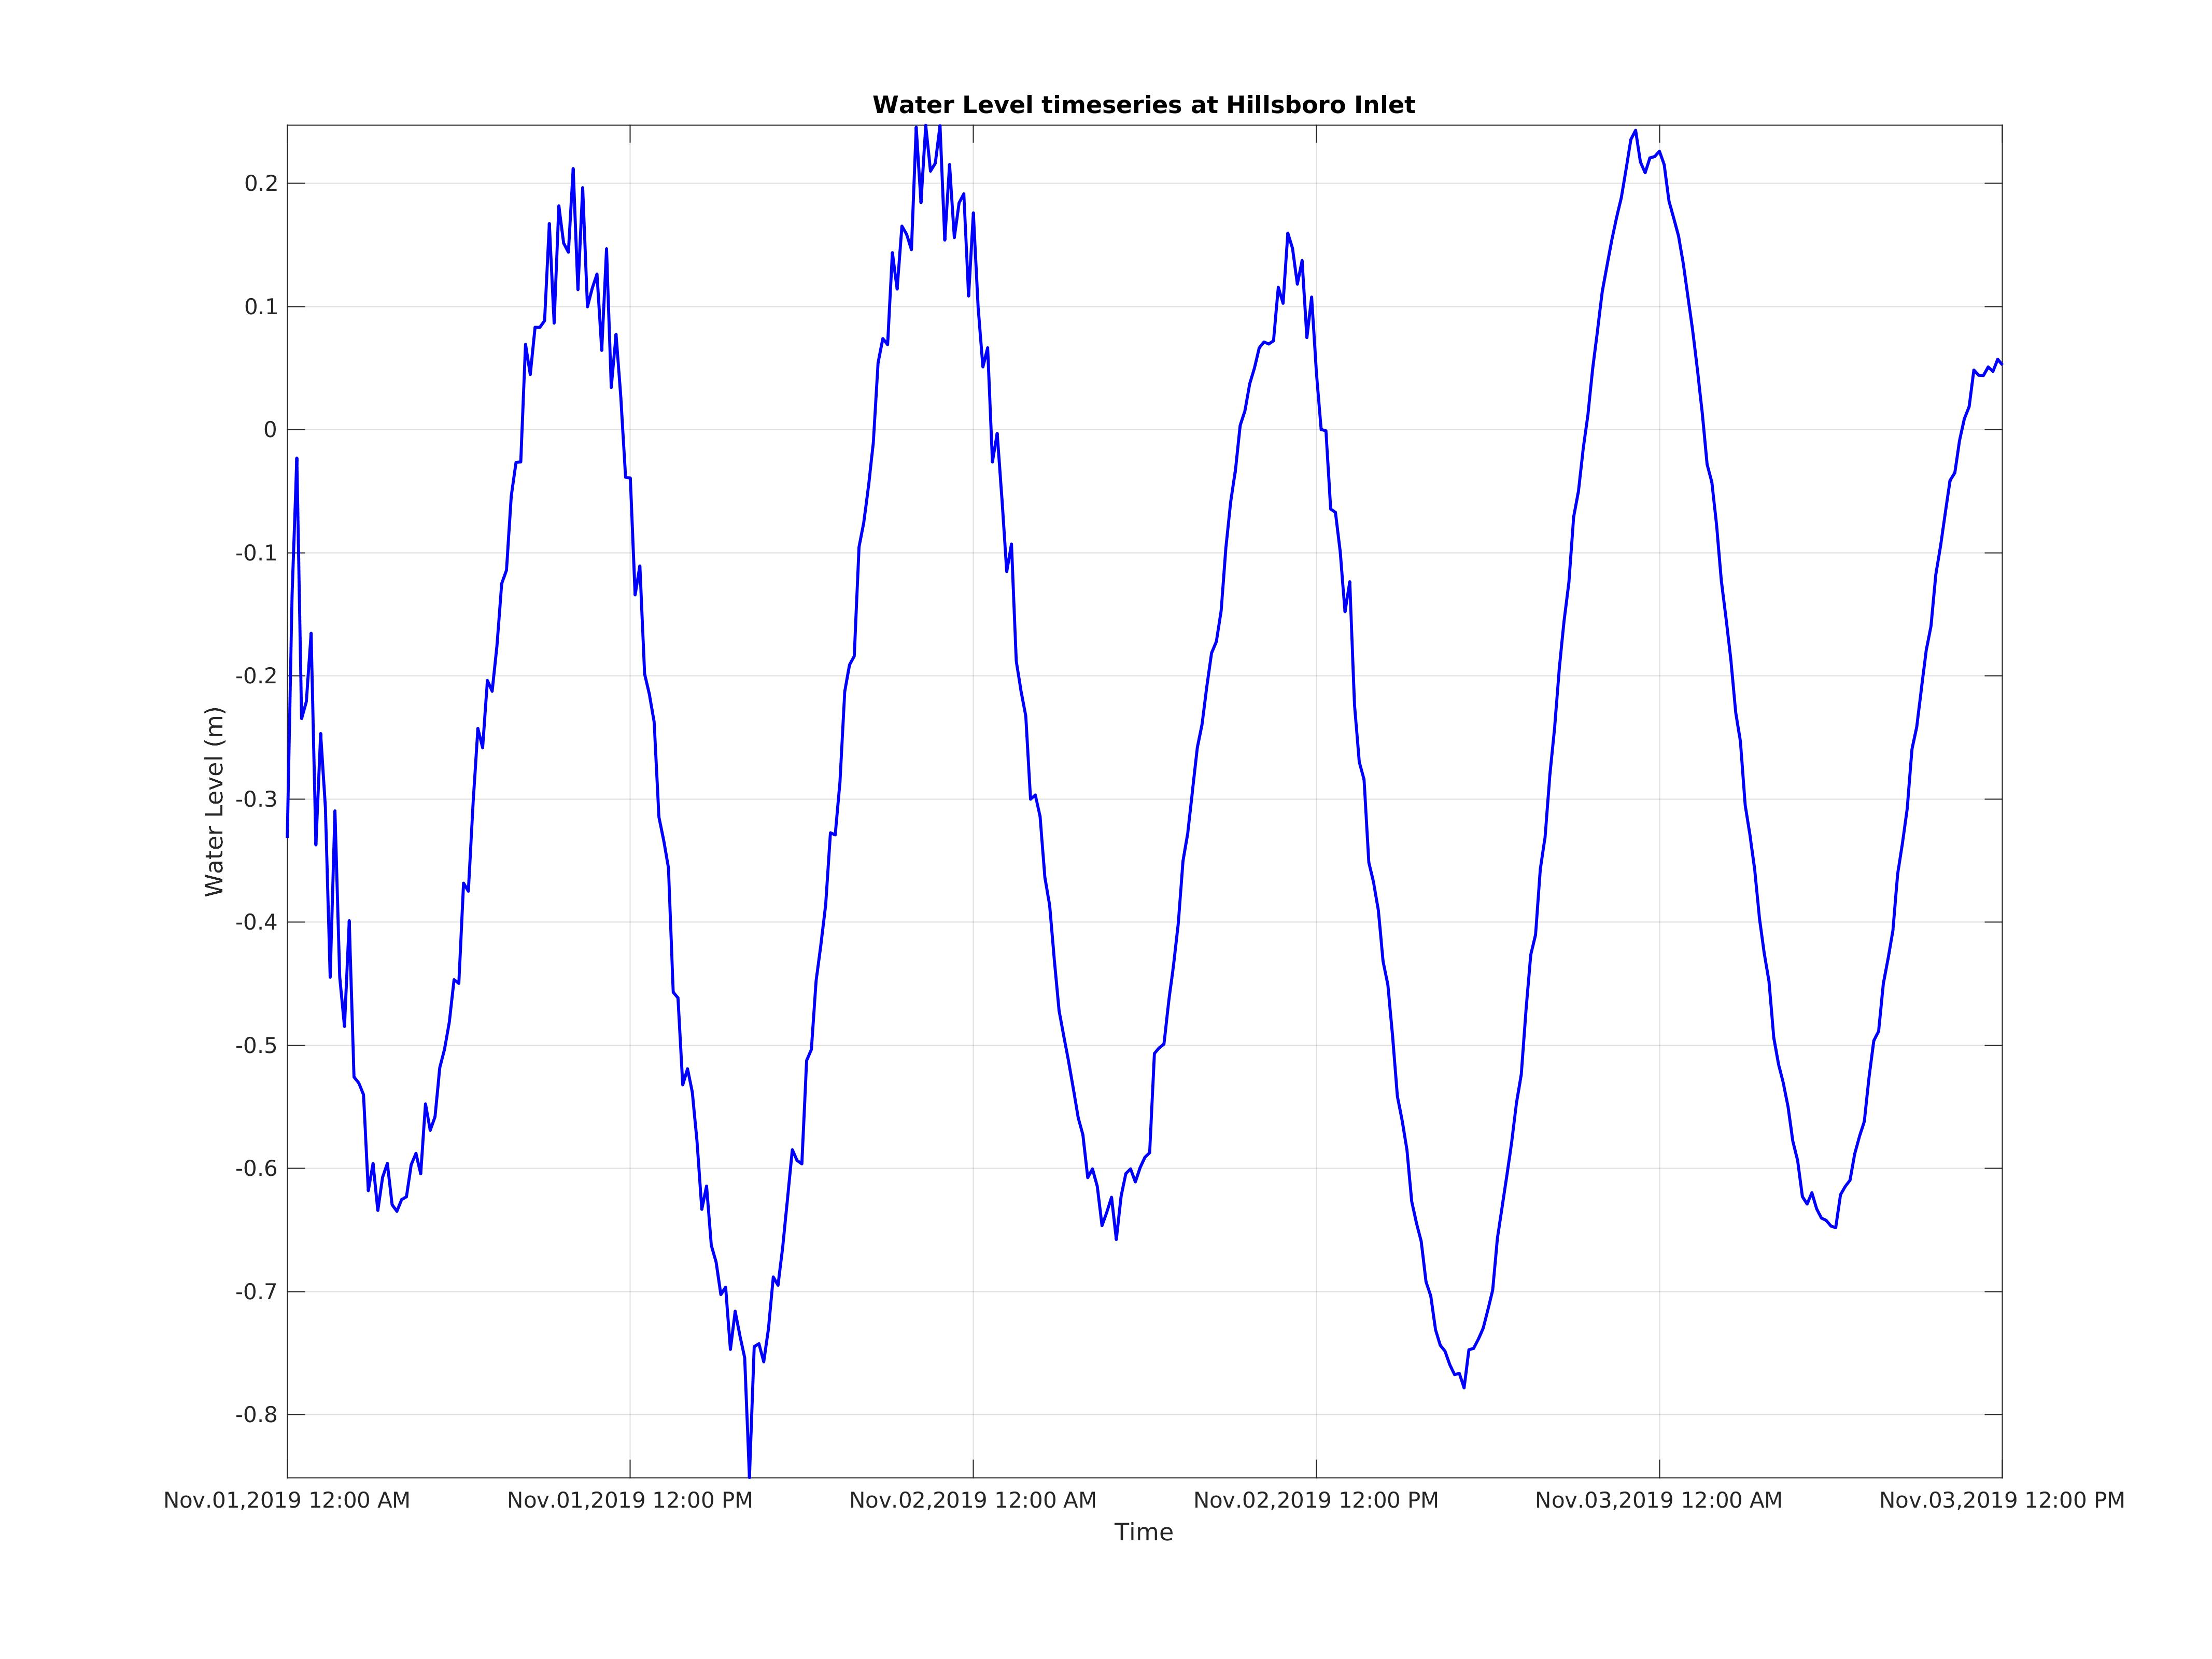 Water Level timeseries at Hillsboro Inlet
0.2
0.1
0
-0.1
-0.2
-0.3
-0.4
-0.5
-0.6
-0.7
-0.8
Water Level (m)
Nov.01,2019 12:00 AM
Nov.01,2019 12:00 PM
Nov.02,2019 12:00 AM
Nov.02,2019 12:00 PM
Nov.03,2019 12:00 AM
Nov.03,2019 12:00 PM
Time